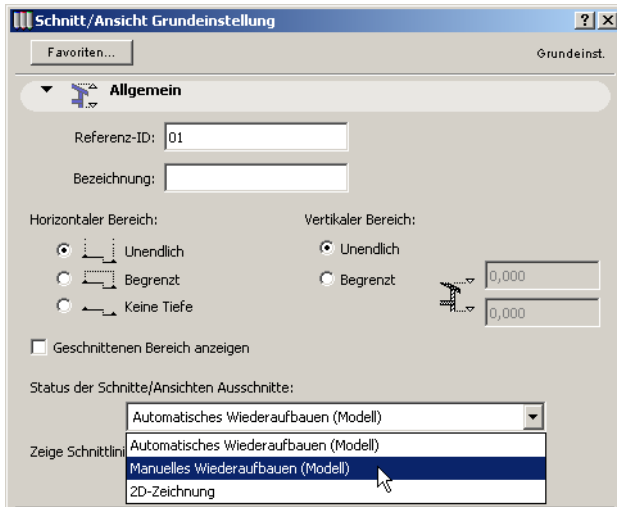 Schnitt/Ansicht Grundeinstellung
Favoriten...
Grundeinst.
Allgemein
Referenz-ID: 01
Bezeichnung:
Horizontaler Bereich:
Vertikaler Bereich:
Unendlich
Unendlich
Begrenzt
Begrenzt
0,000
Keine Tiefe
0,000
Geschnittenen Bereich anzeigen
Status der Schnitte/Ansichten Ausschnitte:
Automatisches Wiederaufbauen (Modell)
Zeige Schnittlini
Automatisches Wiederaufbauen (Modell)
Manuelles Wiederaufbauen (Modell)
2D-Zeichnung